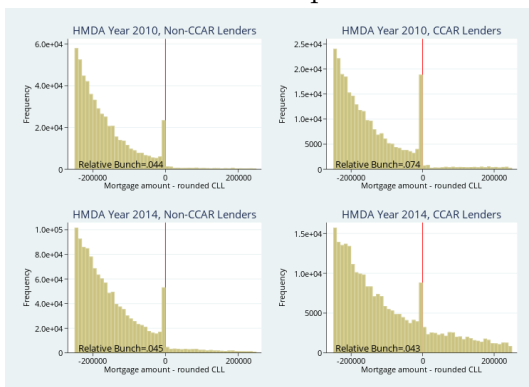 HMDA Year 2010, Non-CCAR Lenders
6.0e+04
4.0e+04
2.0e+04
0
Frequency
Relative Bunch=.044
-200000 0 200000
Mortgage amount - rounded CLL
HMDA Year 2010, CCAR Lenders
2.5e+04
2.0e+04
1.5e+04
1.0e+04
5000
0
Frequency
Relative Bunch=.074
-200000 0 200000
Mortgage amount - rounded CLL
HMDA Year 2014, Non-CCAR Lenders
1.0e+05
8.0e+04
6.0e+04
4.0e+04
2.0e+04
0
Frequency
Relative Bunch=.045
-200000 0 200000
Mortgage amount - rounded CLL
HMDA Year 2014, CCAR Lenders
1.5e+04
1.0e+04
5000
0
Frequency
Relative Bunch=.043
-200000 0 200000
Mortgage amount - rounded CLL